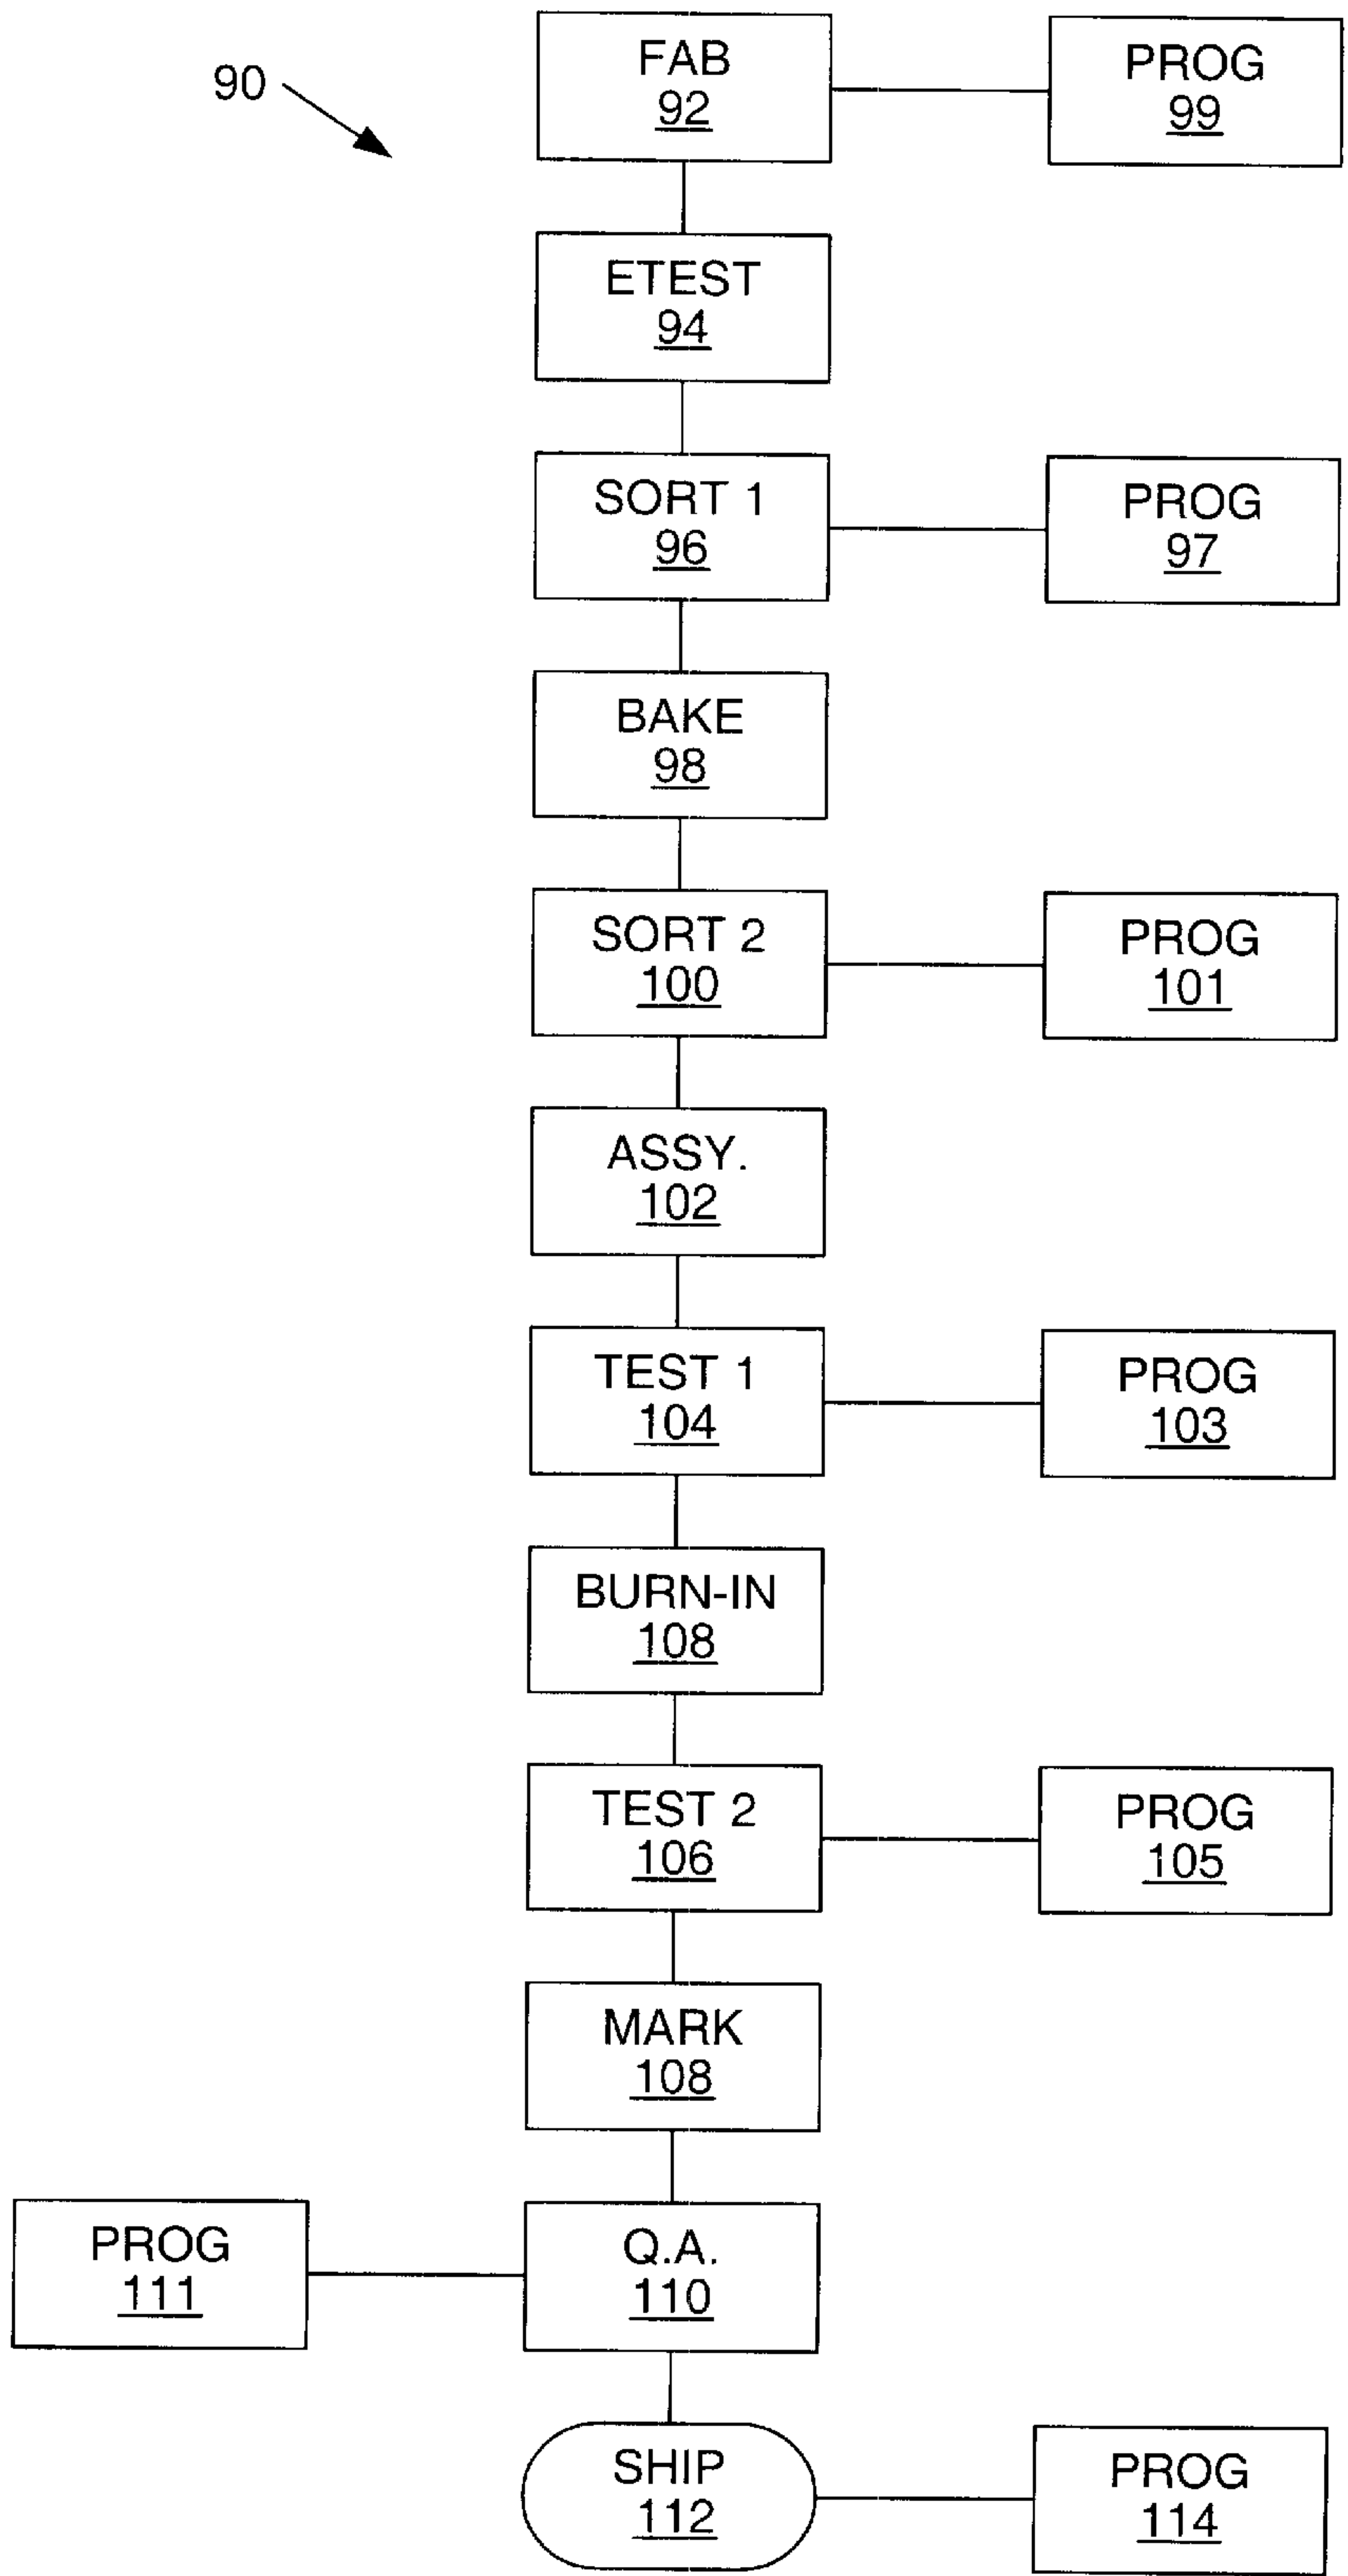 90
FAB
92
PROG
99
ETEST
94
SORT 1
96
PROG
97
BAKE
98
SORT 2
100
PROG
101
ASSY.
102
TEST 1
104
PROG
103
BURN-IN
108
TEST 2
106
PROG
105
MARK
108
PROG
111
Q.A.
110
SHIP
112
PROG
114